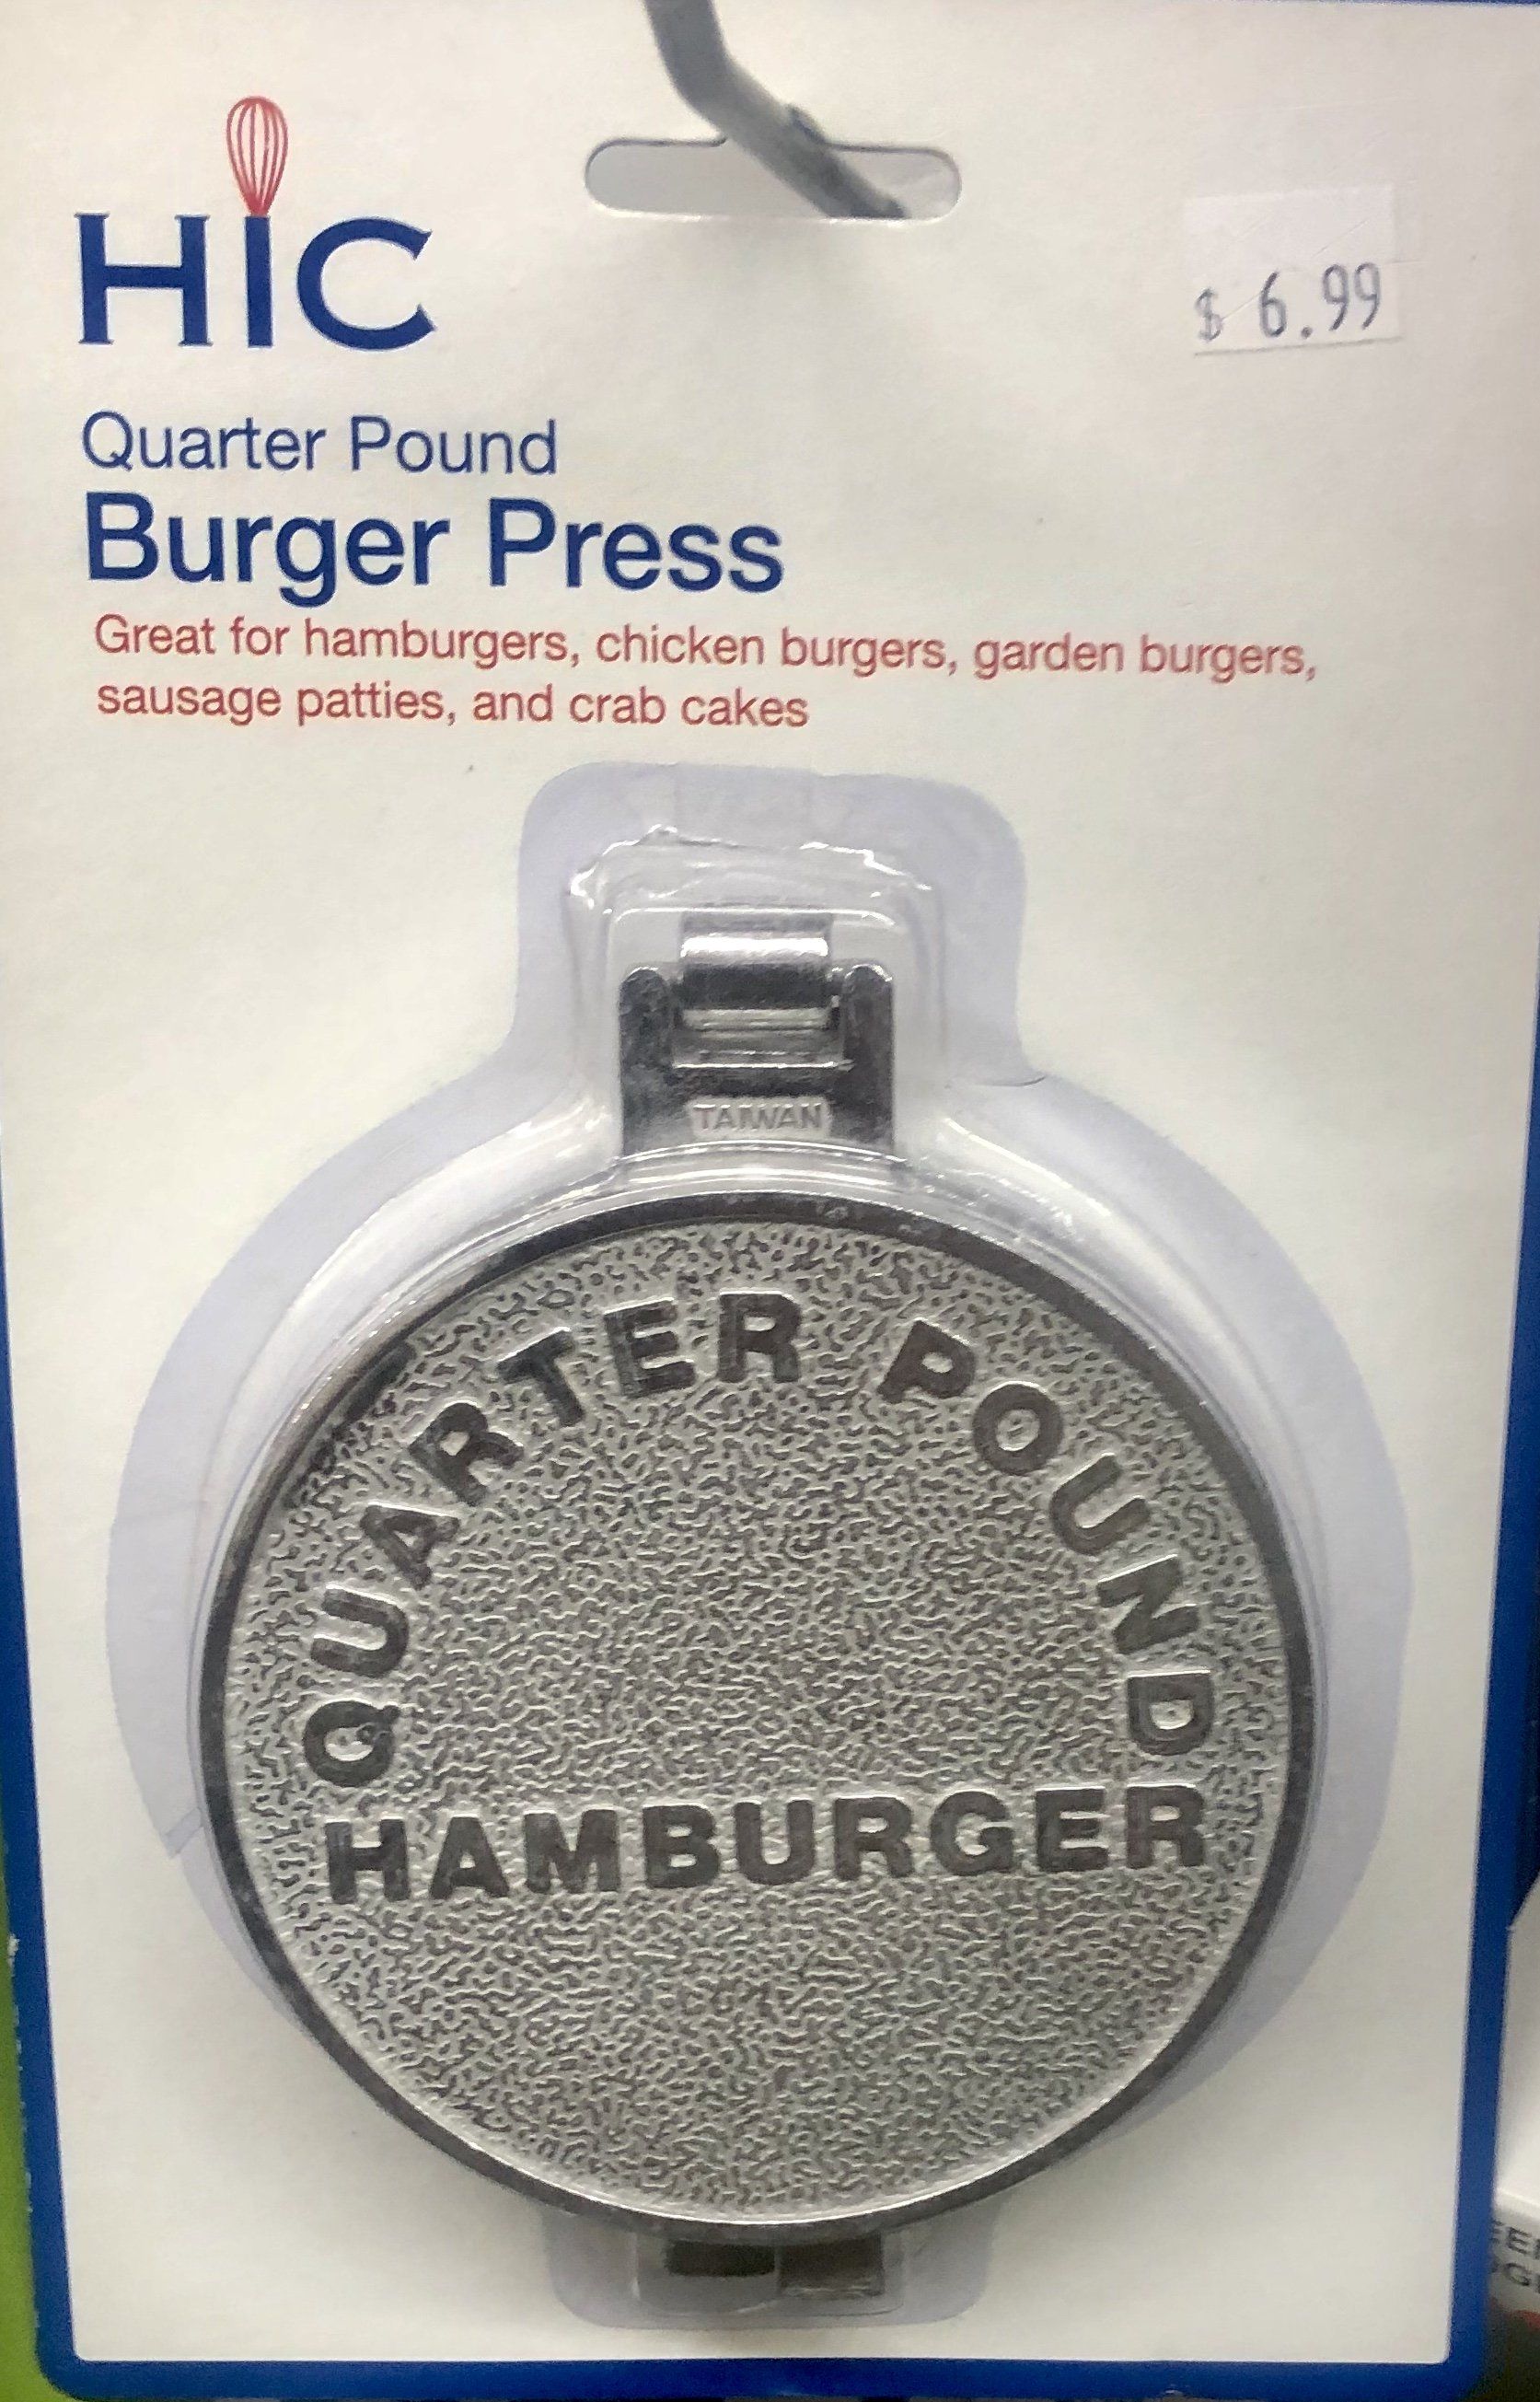 HIC
$ 6.99
Quarter Pound
Burger Press
Great for hamburgers, chicken burgers, garden burgers,
sausage patties, and crab cakes
TAIWAN
QUARTER POUND
HAMBURGER